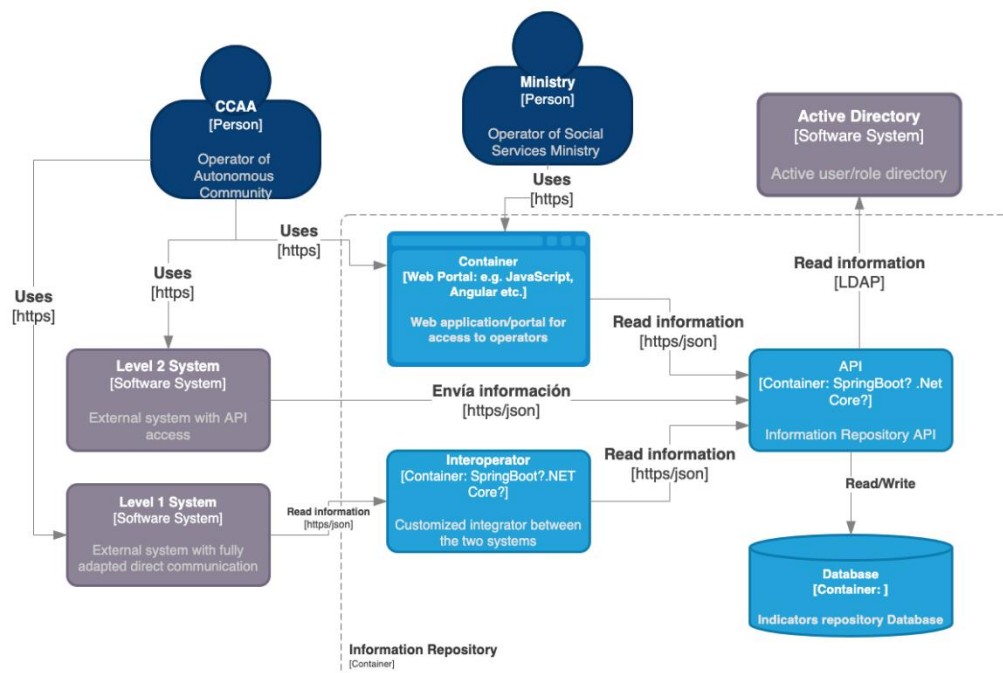 CCAA
[Person]
Operator of
Autonomous
Community
Ministry
[Person]
Operator of Social
Services Ministry
Active Directory
[Software System]
Active user/role directory
Uses
[https]
Uses
[https]
Uses
[https]
Uses
[https]
Container
[Web Portal: e.g. JavaScript,
Angular etc.]
Web application/portal for
access to operators
Read information
[LDAP]
Read information
[https/json]
Level 2 System
[Software System]
External system with API
access
Envía información
[https/json]
API
[Container: SpringBoot? .Net
Core?]
Information Repository API
Interoperator
[Container: SpringBoot?.NET
Core?]
Customized integrator between
the two systems
Read information
[https/json]
Level 1 System
[Software System]
External system with fully
adapted direct communication
Read information
[https/json]
Read/Write
Database
[Container: ]
Indicators repository Database
Information Repository
[Container]